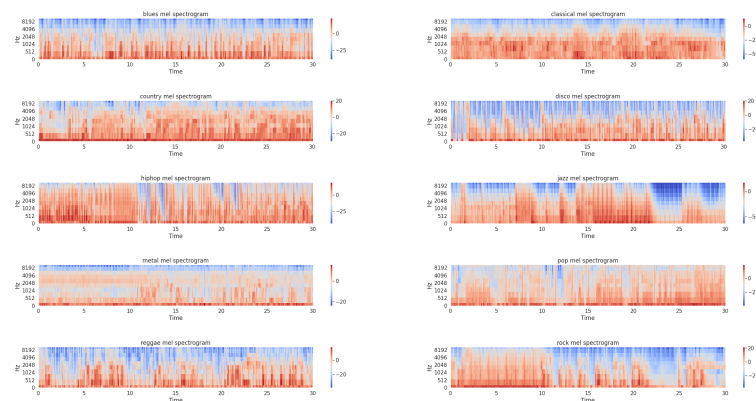 blues mel spectrogram
8192
4096
2048
1024
512
0
Hz
0 5 10 15 20 25 30
Time
0
−25
classical mel spectrogram
8192
4096
2048
1024
512
0
Hz
0 5 10 15 20 25 30
Time
0
country mel spectrogram
8192
4096
2048
1024
512
0
Hz
0 5 10 15 20 25 30
Time
20
0
−20
disco mel spectrogram
8192
4096
2048
1024
512
0
Hz
0 5 10 15 20 25 30
Time
20
0
hiphop mel spectrogram
8192
4096
2048
1024
512
0
Hz
0 5 10 15 20 25 30
Time
0
−25
jazz mel spectrogram
8192
4096
2048
1024
512
0
Hz
0 5 10 15 20 25 30
Time
0
metal mel spectrogram
8192
4096
2048
1024
512
0
Hz
0 5 10 15 20 25 30
Time
0
−20
pop mel spectrogram
8192
4096
2048
1024
512
0
Hz
0 5 10 15 20 25 30
Time
0
reggae mel spectrogram
8192
4096
2048
1024
512
0
Hz
0 5 10 15 20 25 30
Time
0
−20
rock mel spectrogram
8192
4096
2048
1024
512
0
Hz
0 5 10 15 20 25 30
Time
20
0